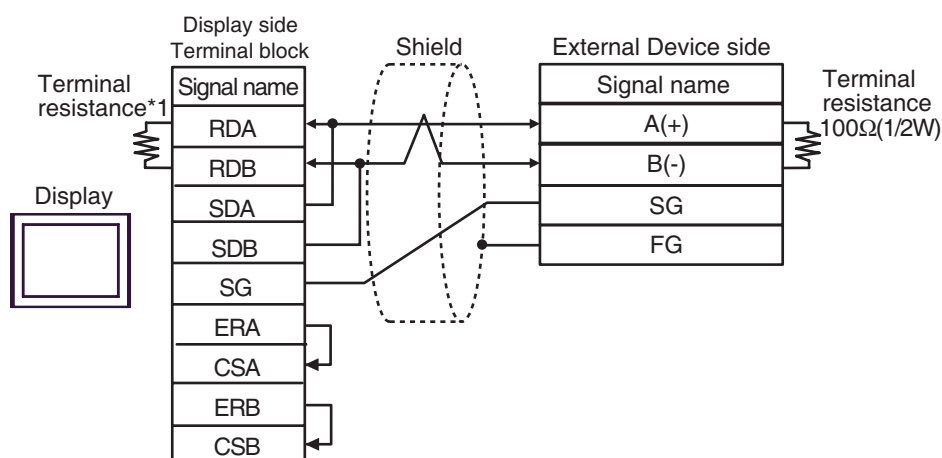 Display side
Terminal block
Shield
External Device side
Terminal
resistance*1
Signal name
Signal name
Terminal
resistance
100Ω(1/2W)
RDA
A(+)
RDB
B(-)
Display
SDA
SG
SDB
FG
SG
ERA
CSA
ERB
CSB